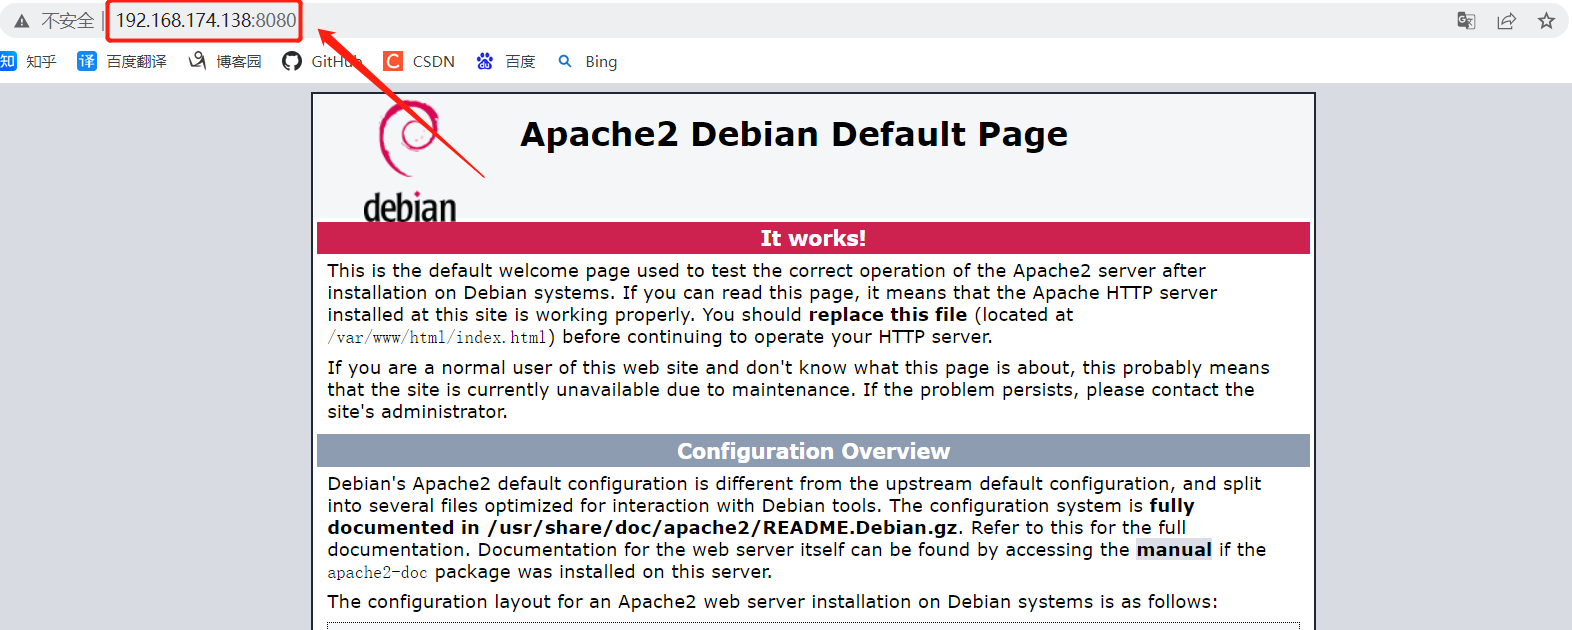 不安全 | 192.168.174.138:8080
知 知乎 译 百度翻译 博客园 GitHub C CSDN du 百度 Bing
Apache2 Debian Default Page
debian
It works!
This is the default welcome page used to test the correct operation of the Apache2 server after
installation on Debian systems. If you can read this page, it means that the Apache HTTP server
installed at this site is working properly. You should replace this file (located at
/var/www/html/index.html) before continuing to operate your HTTP server.
If you are a normal user of this web site and don't know what this page is about, this probably means
that the site is currently unavailable due to maintenance. If the problem persists, please contact the
site's administrator.
Configuration Overview
Debian's Apache2 default configuration is different from the upstream default configuration, and split
into several files optimized for interaction with Debian tools. The configuration system is fully
documented in /usr/share/doc/apache2/README.Debian.gz. Refer to this for the full
documentation. Documentation for the web server itself can be found by accessing the manual if the
apache2-doc package was installed on this server.
The configuration layout for an Apache2 web server installation on Debian systems is as follows: